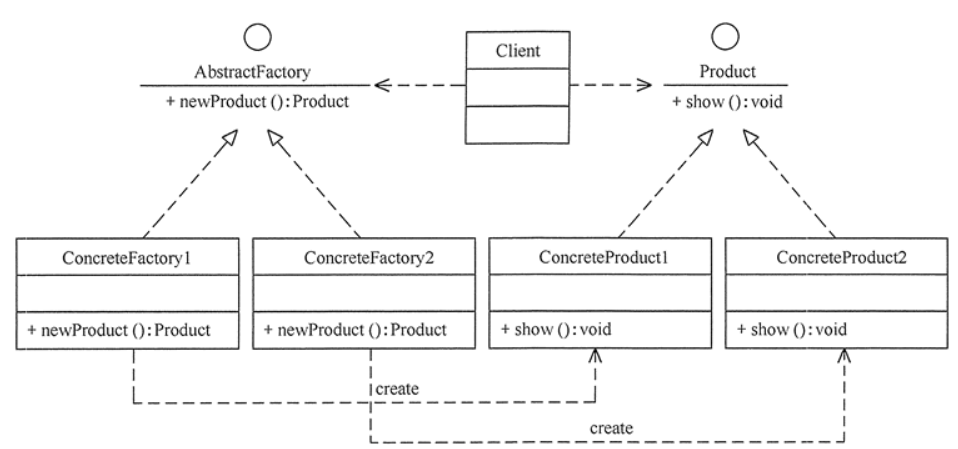 Client
AbstractFactory
+ newProduct ( ) : Product
Product
+ show ( ) : void
ConcreteFactory1
+ newProduct ( ) : Product
ConcreteFactory2
+ newProduct ( ) : Product
ConcreteProduct1
+ show ( ) : void
ConcreteProduct2
+ show ( ) : void
create
create